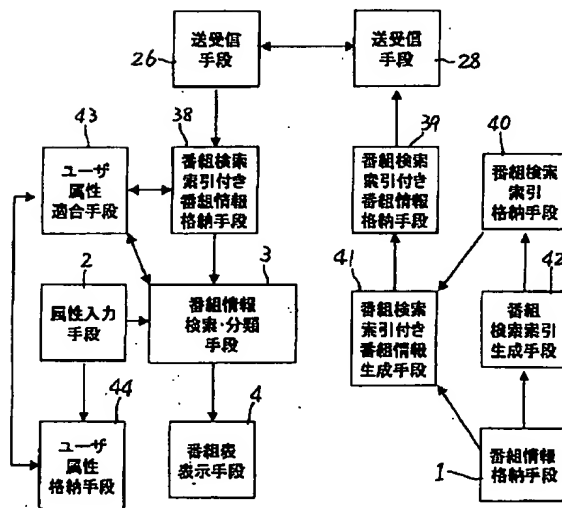 送受信
手段
26
送受信
手段
28
43
ユーザ
属性
適合手段
38
番組検索
索引付き
番組情報
格納手段
39
番組検索
索引付き
番組情報
格納手段
40
番組検索
索引
格納手段
2
属性入力
手段
3
番組情報
検索・分類
手段
41
番組検索
索引付き
番組情報
生成手段
42
番組
検索索引
生成手段
44
ユーザ
属性
格納手段
4
番組表
表示手段
1
番組情報
格納手段